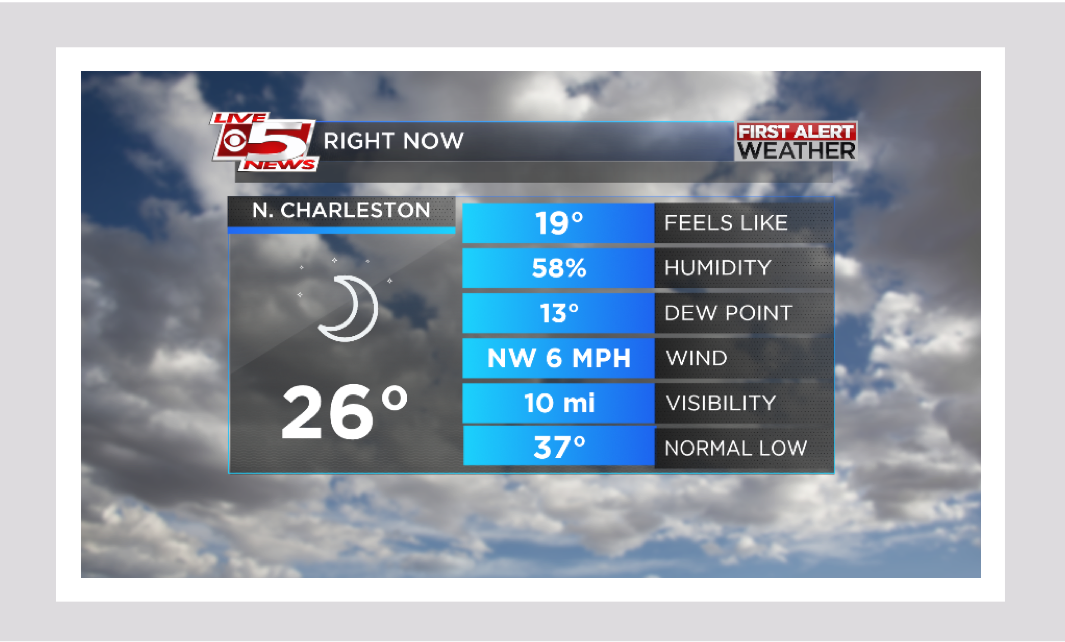 LIVE
5
NEWS
RIGHT NOW
FIRST ALERT
WEATHER
N. CHARLESTON
26°
19° FEELS LIKE
58% HUMIDITY
13° DEW POINT
NW 6 MPH WIND
10 mi VISIBILITY
37° NORMAL LOW